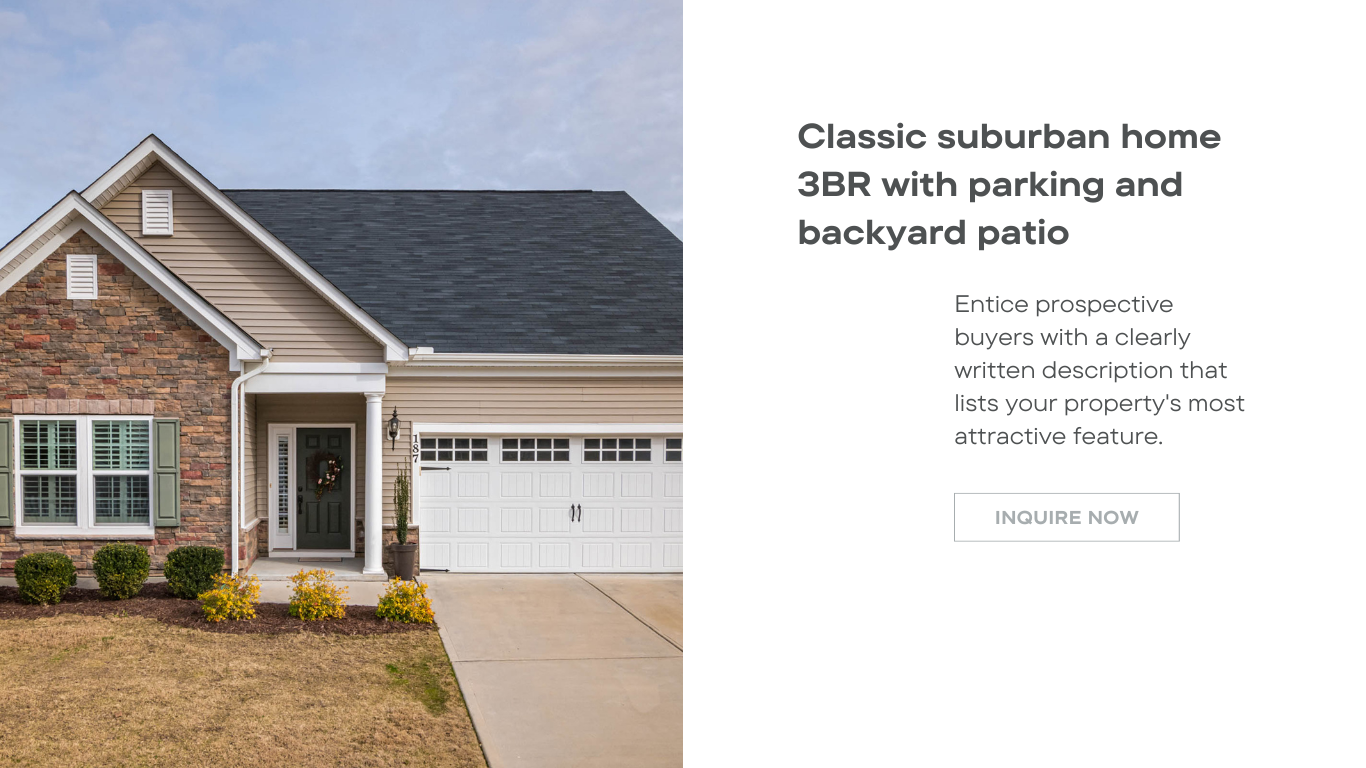 187
Classic suburban home
3BR with parking and
backyard patio
Entice prospective
buyers with a clearly
written description that
lists your property's most
attractive feature.
INQUIRE NOW